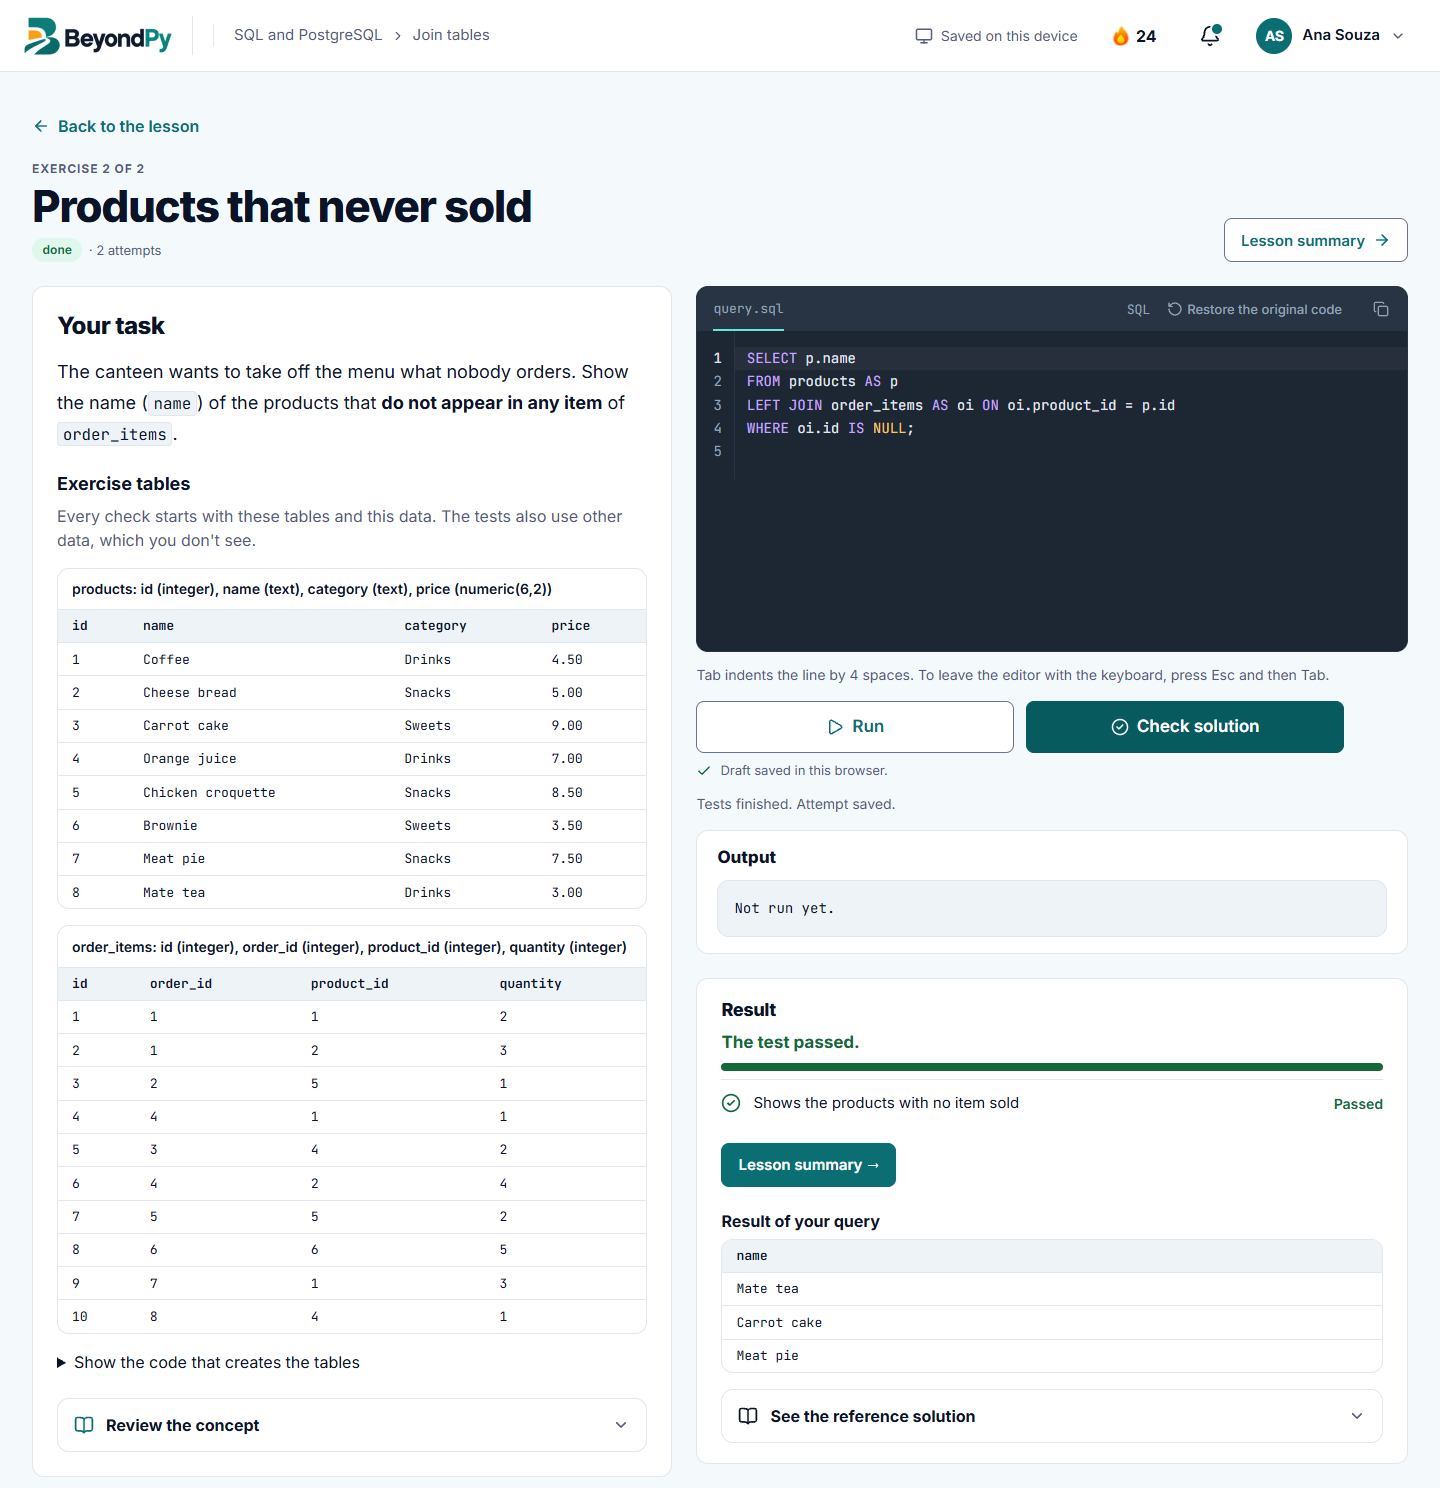 BeyondPy
SQL and PostgreSQL › Join tables
Saved on this device
24
AS
Ana Souza
← Back to the lesson
EXERCISE 2 OF 2
Products that never sold
done · 2 attempts
Lesson summary →
Your task
The canteen wants to take off the menu what nobody orders. Show
the name (name) of the products that do not appear in any item of
order_items.
Exercise tables
Every check starts with these tables and this data. The tests also use other
data, which you don't see.
products: id (integer), name (text), category (text), price (numeric(6,2))
id name category price
1 Coffee Drinks 4.50
2 Cheese bread Snacks 5.00
3 Carrot cake Sweets 9.00
4 Orange juice Drinks 7.00
5 Chicken croquette Snacks 8.50
6 Brownie Sweets 3.50
7 Meat pie Snacks 7.50
8 Mate tea Drinks 3.00
order_items: id (integer), order_id (integer), product_id (integer), quantity (integer)
id order_id product_id quantity
1 1 1 2
2 1 2 3
3 2 5 1
4 4 1 1
5 3 4 2
6 4 2 4
7 5 5 2
8 6 6 5
9 7 1 3
10 8 4 1
Show the code that creates the tables
Review the concept
query.sql
SQL
Restore the original code
1 SELECT p.name
2 FROM products AS p
3 LEFT JOIN order_items AS oi ON oi.product_id = p.id
4 WHERE oi.id IS NULL;
5
Tab indents the line by 4 spaces. To leave the editor with the keyboard, press Esc and then Tab.
Run
Check solution
Draft saved in this browser.
Tests finished. Attempt saved.
Output
Not run yet.
Result
The test passed.
Shows the products with no item sold
Passed
Lesson summary →
Result of your query
name
Mate tea
Carrot cake
Meat pie
See the reference solution